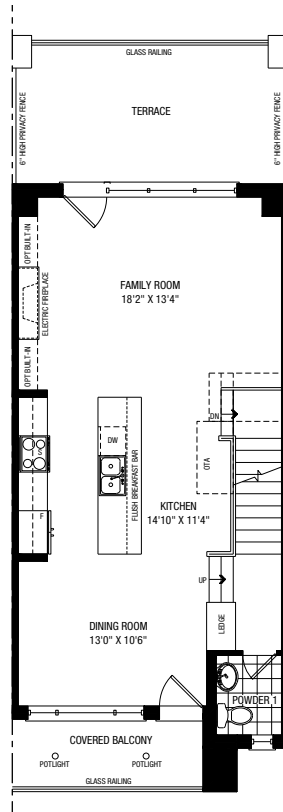 GLASS RAILING
TERRACE
6" HIGH PRIVACY FENCE
6" HIGH PRIVACY FENCE
OPT BUILT-IN
ELECTRIC FIREPLACE
OPT BUILT-IN
FAMILY ROOM
18'2" X 13'4"
DN
DW
S
OTA
FLUSH BREAKFAST BAR
KITCHEN
14'10" X 11'4"
F
UP
LEDGE
DINING ROOM
13'0" X 10'6"
POWDER 1
COVERED BALCONY
POTLIGHT
POTLIGHT
GLASS RAILING